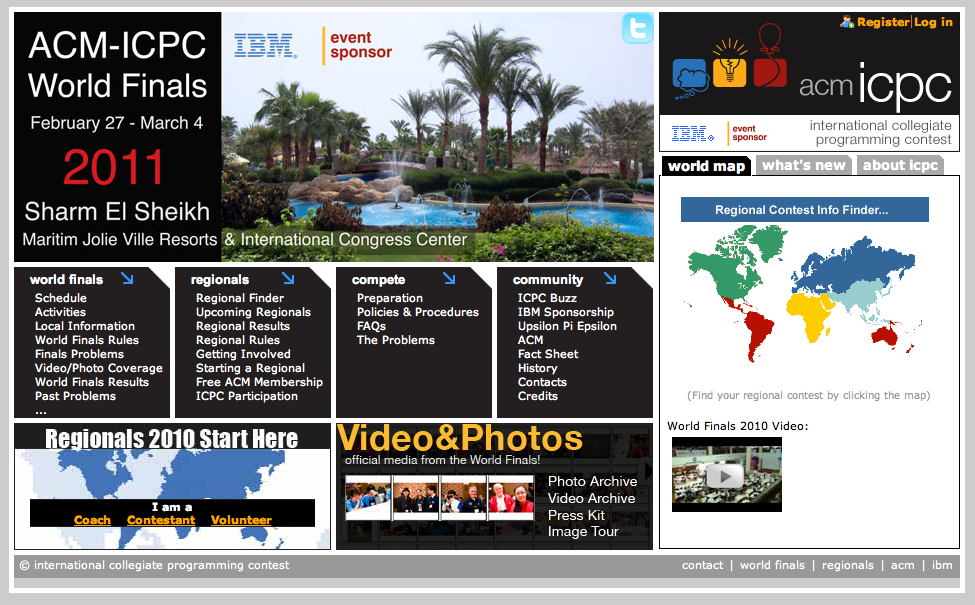 ACM-ICPC
World Finals
February 27 - March 4
2011
Sharm El Sheikh
Maritim Jolie Ville Resorts & International Congress Center
IBM. event
sponsor
Register|Log in
acm icpc
IBM. event
sponsor
international collegiate
programming contest
world map what's new about icpc
Regional Contest Info Finder...
(Find your regional contest by clicking the map)
World Finals 2010 Video:
world finals
Schedule
Activities
Local Information
World Finals Rules
Finals Problems
Video/Photo Coverage
World Finals Results
Past Problems
...
regionals
Regional Finder
Upcoming Regionals
Regional Results
Regional Rules
Getting Involved
Starting a Regional
Free ACM Membership
ICPC Participation
compete
Preparation
Policies & Procedures
FAQs
The Problems
community
ICPC Buzz
IBM Sponsorship
Upsilon Pi Epsilon
ACM
Fact Sheet
History
Contacts
Credits
Regionals 2010 Start Here
I am a
Coach Contestant Volunteer
Video&Photos
official media from the World Finals!
Photo Archive
Video Archive
Press Kit
Image Tour
© international collegiate programming contest
contact | world finals | regionals | acm | ibm